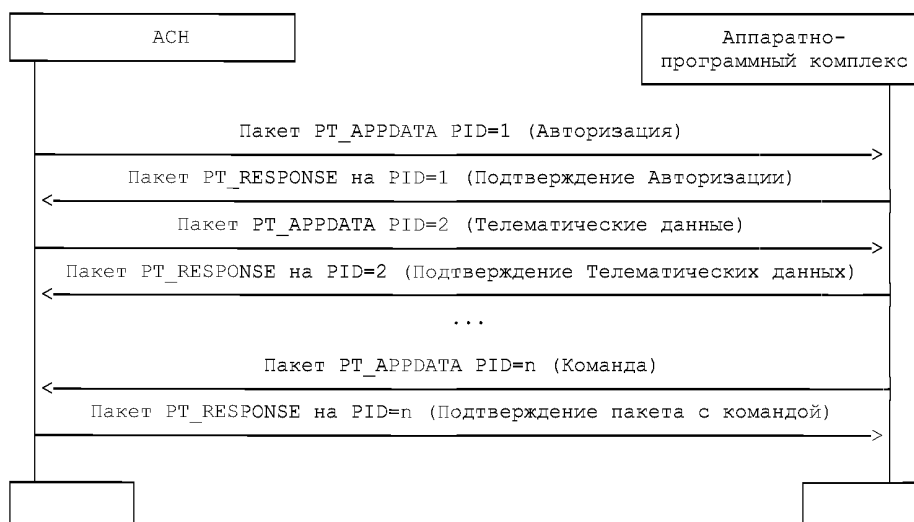 АСН
Аппаратно-
программный комплекс
Пакет PT_APPDATA PID=1 (Авторизация)
Пакет PT_RESPONSE на PID=1 (Подтверждение Авторизации)
Пакет PT_APPDATA PID=2 (Телематические данные)
Пакет PT_RESPONSE на PID=2 (Подтверждение Телематических данных)
...
Пакет PT_APPDATA PID=n (Команда)
Пакет PT_RESPONSE на PID=n (Подтверждение пакета с командой)